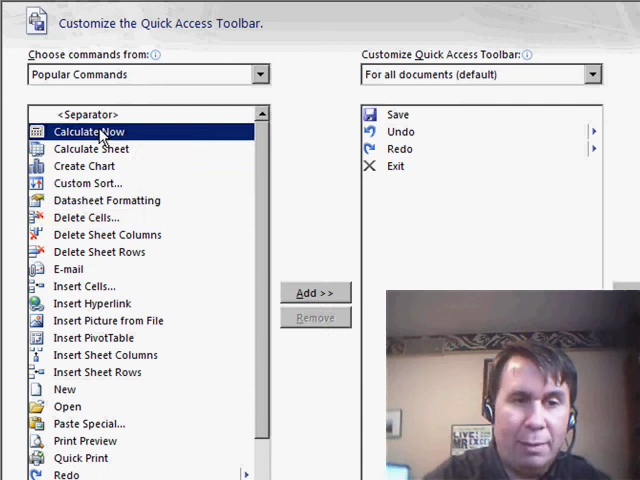 Customize the Quick Access Toolbar.
Choose commands from:
Customize Quick Access Toolbar:
Popular Commands
For all documents (default)
<Separator>
Calculate Now
Calculate Sheet
Create Chart
Custom Sort...
Datasheet Formatting
Delete Cells...
Delete Sheet Columns
Delete Sheet Rows
E-mail
Insert Cells...
Insert Hyperlink
Insert Picture from File
Insert PivotTable
Insert Sheet Columns
Insert Sheet Rows
New
Open
Paste Special...
Print Preview
Quick Print
Redo
Add >>
Remove
Save
Undo
Redo
Exit